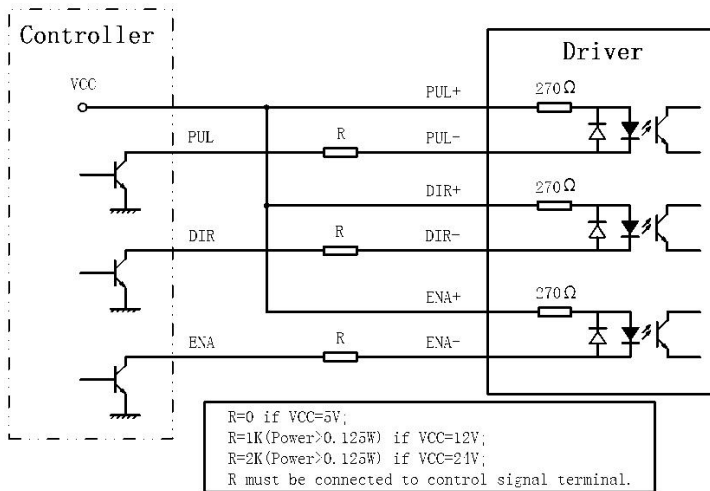 Controller
Driver
VCC
PUL+
270Ω
PUL
R
PUL-
DIR+
270Ω
DIR
R
DIR-
ENA+
270Ω
ENA
R
ENA-
R=0 if VCC=5V;
R=1K(Power>0.125W) if VCC=12V;
R=2K(Power>0.125W) if VCC=24V;
R must be connected to control signal terminal.